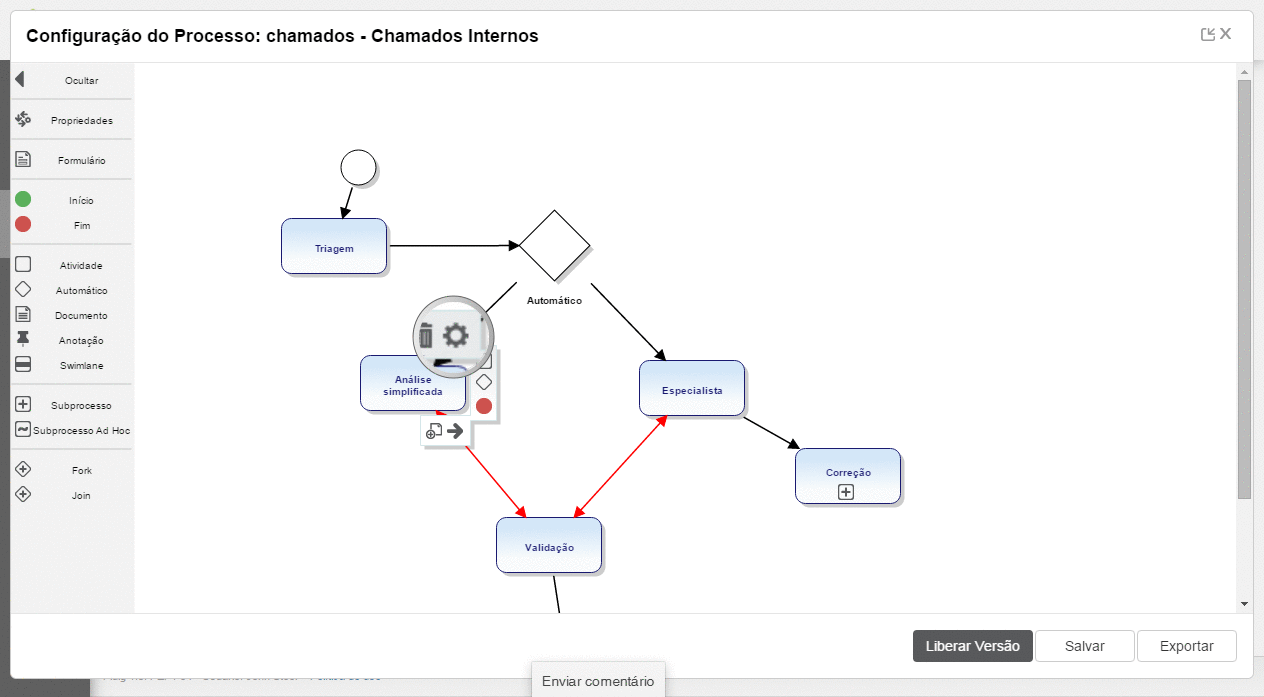 Configuração do Processo: chamados - Chamados Internos
Ocultar
Propriedades
Formulário
Início
Fim
Atividade
Automático
Documento
Anotação
Swimlane
Subprocesso
Subprocesso Ad Hoc
Fork
Join
Triagem
Automático
Análise
simplificada
Especialista
Correção
Validação
Liberar Versão
Salvar
Exportar
Enviar comentário